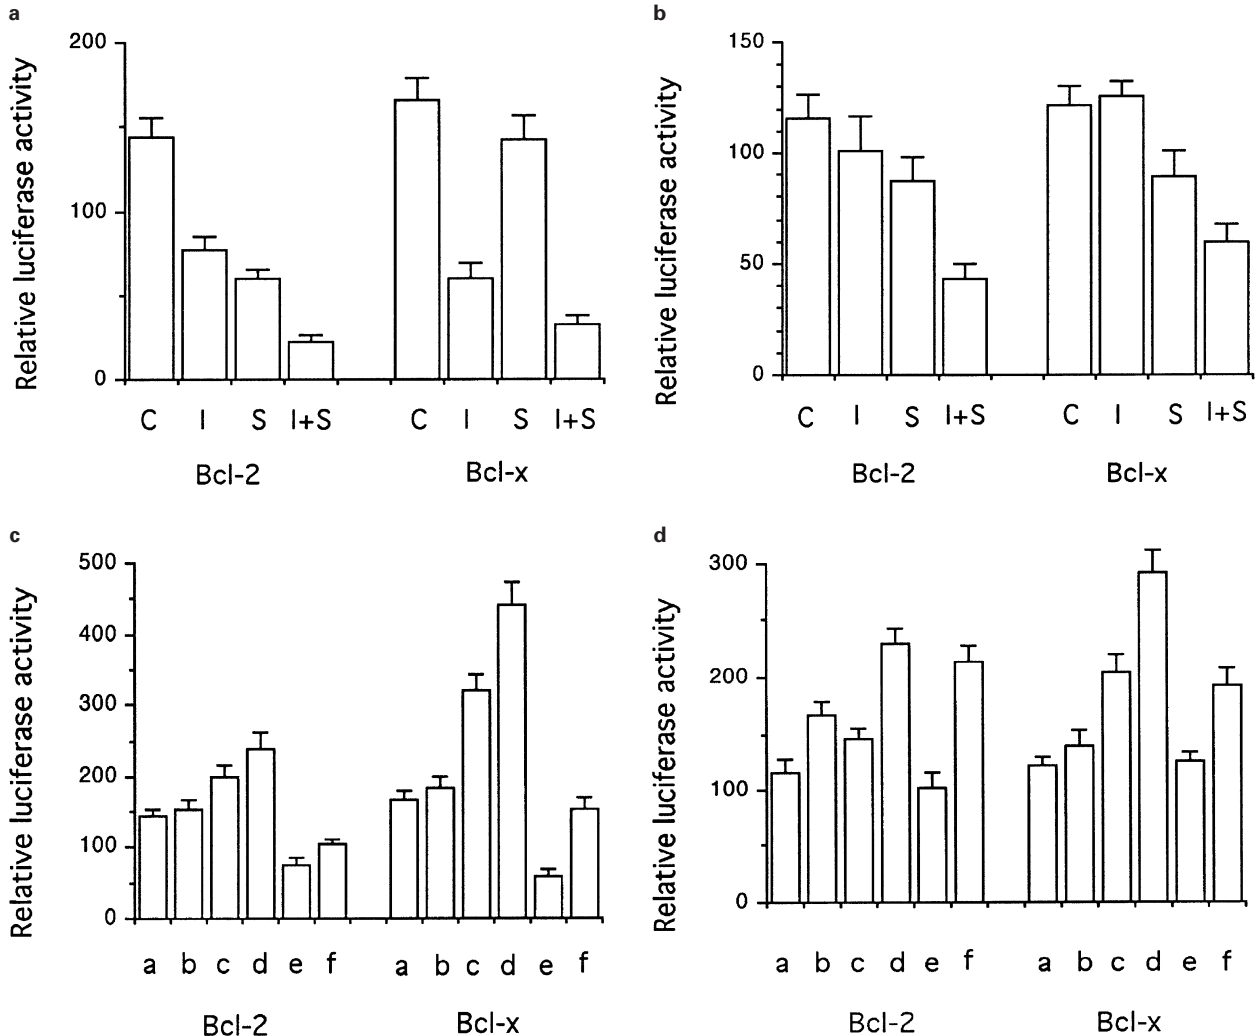 a
Relative luciferase activity
200
100
0
C I S I+S C I S I+S
Bcl-2 Bcl-x
b
Relative luciferase activity
150
100
50
0
C I S I+S C I S I+S
Bcl-2 Bcl-x
c
Relative luciferase activity
500
400
300
200
100
0
a b c d e f a b c d e f
Bcl-2 Bcl-x
d
Relative luciferase activity
300
200
100
0
a b c d e f a b c d e f
Bcl-2 Bcl-x